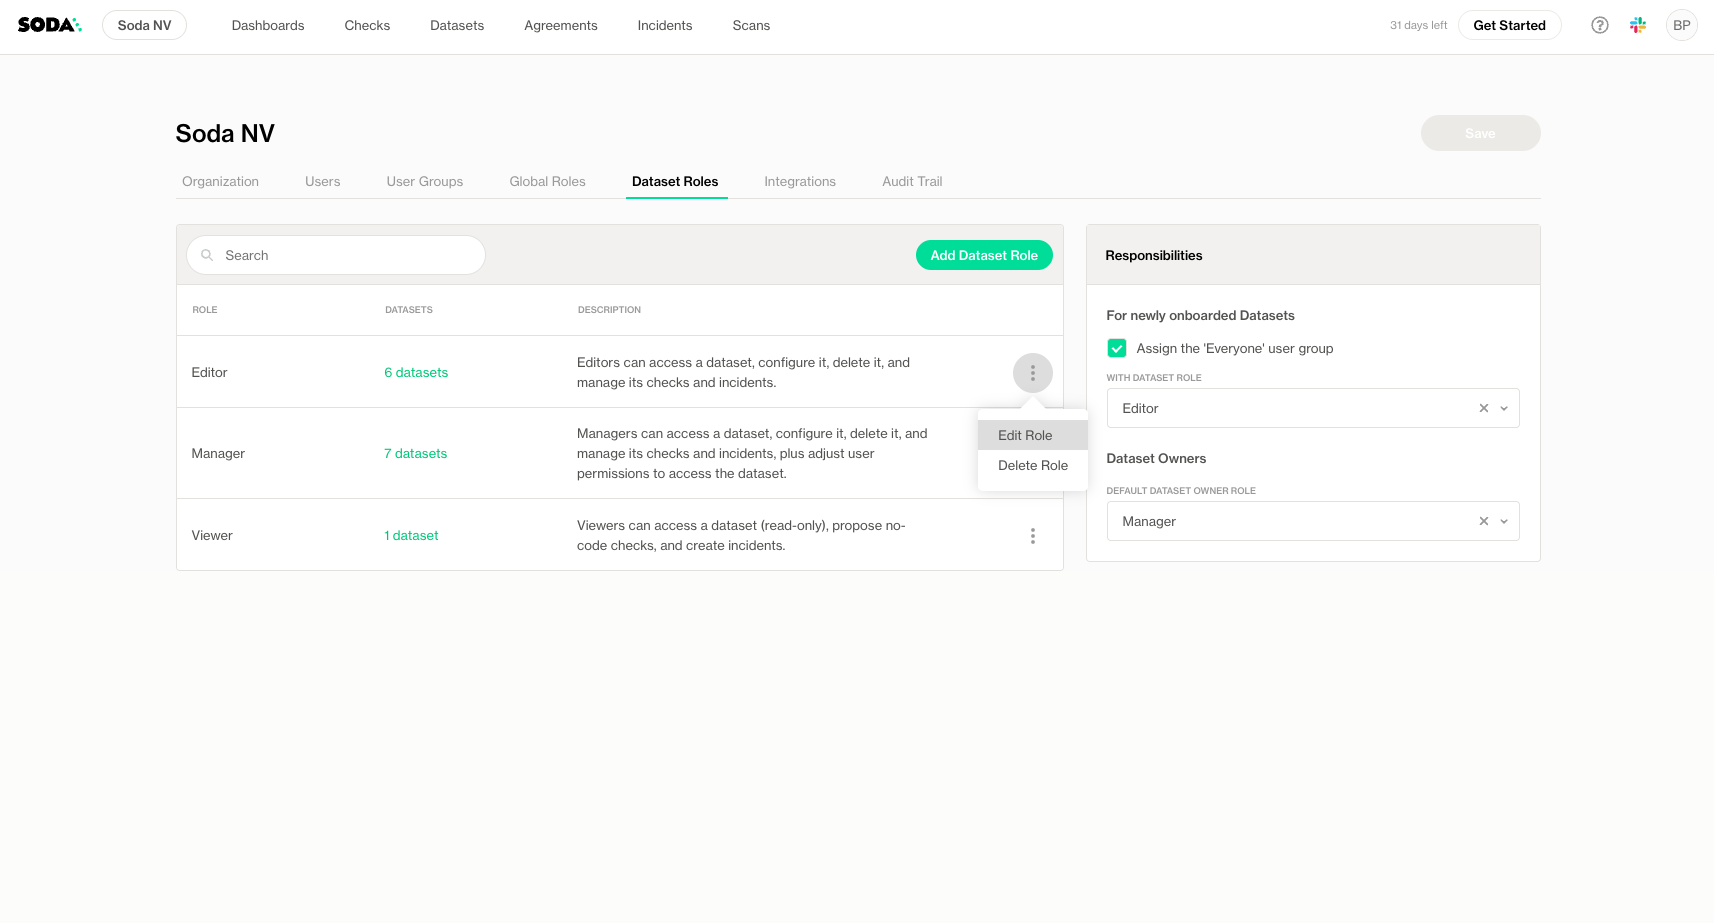 SODA
Soda NV
Dashboards
Checks
Datasets
Agreements
Incidents
Scans
31 days left
Get Started
BP
Soda NV
Save
Organization
Users
User Groups
Global Roles
Dataset Roles
Integrations
Audit Trail
Search
Add Dataset Role
ROLE
DATASETS
DESCRIPTION
Editor
6 datasets
Editors can access a dataset, configure it, delete it, and
manage its checks and incidents.
Edit Role
Delete Role
Manager
7 datasets
Managers can access a dataset, configure it, delete it, and
manage its checks and incidents, plus adjust user
permissions to access the dataset.
Viewer
1 dataset
Viewers can access a dataset (read-only), propose no-
code checks, and create incidents.
Responsibilities
For newly onboarded Datasets
Assign the 'Everyone' user group
WITH DATASET ROLE
Editor
Dataset Owners
DEFAULT DATASET OWNER ROLE
Manager